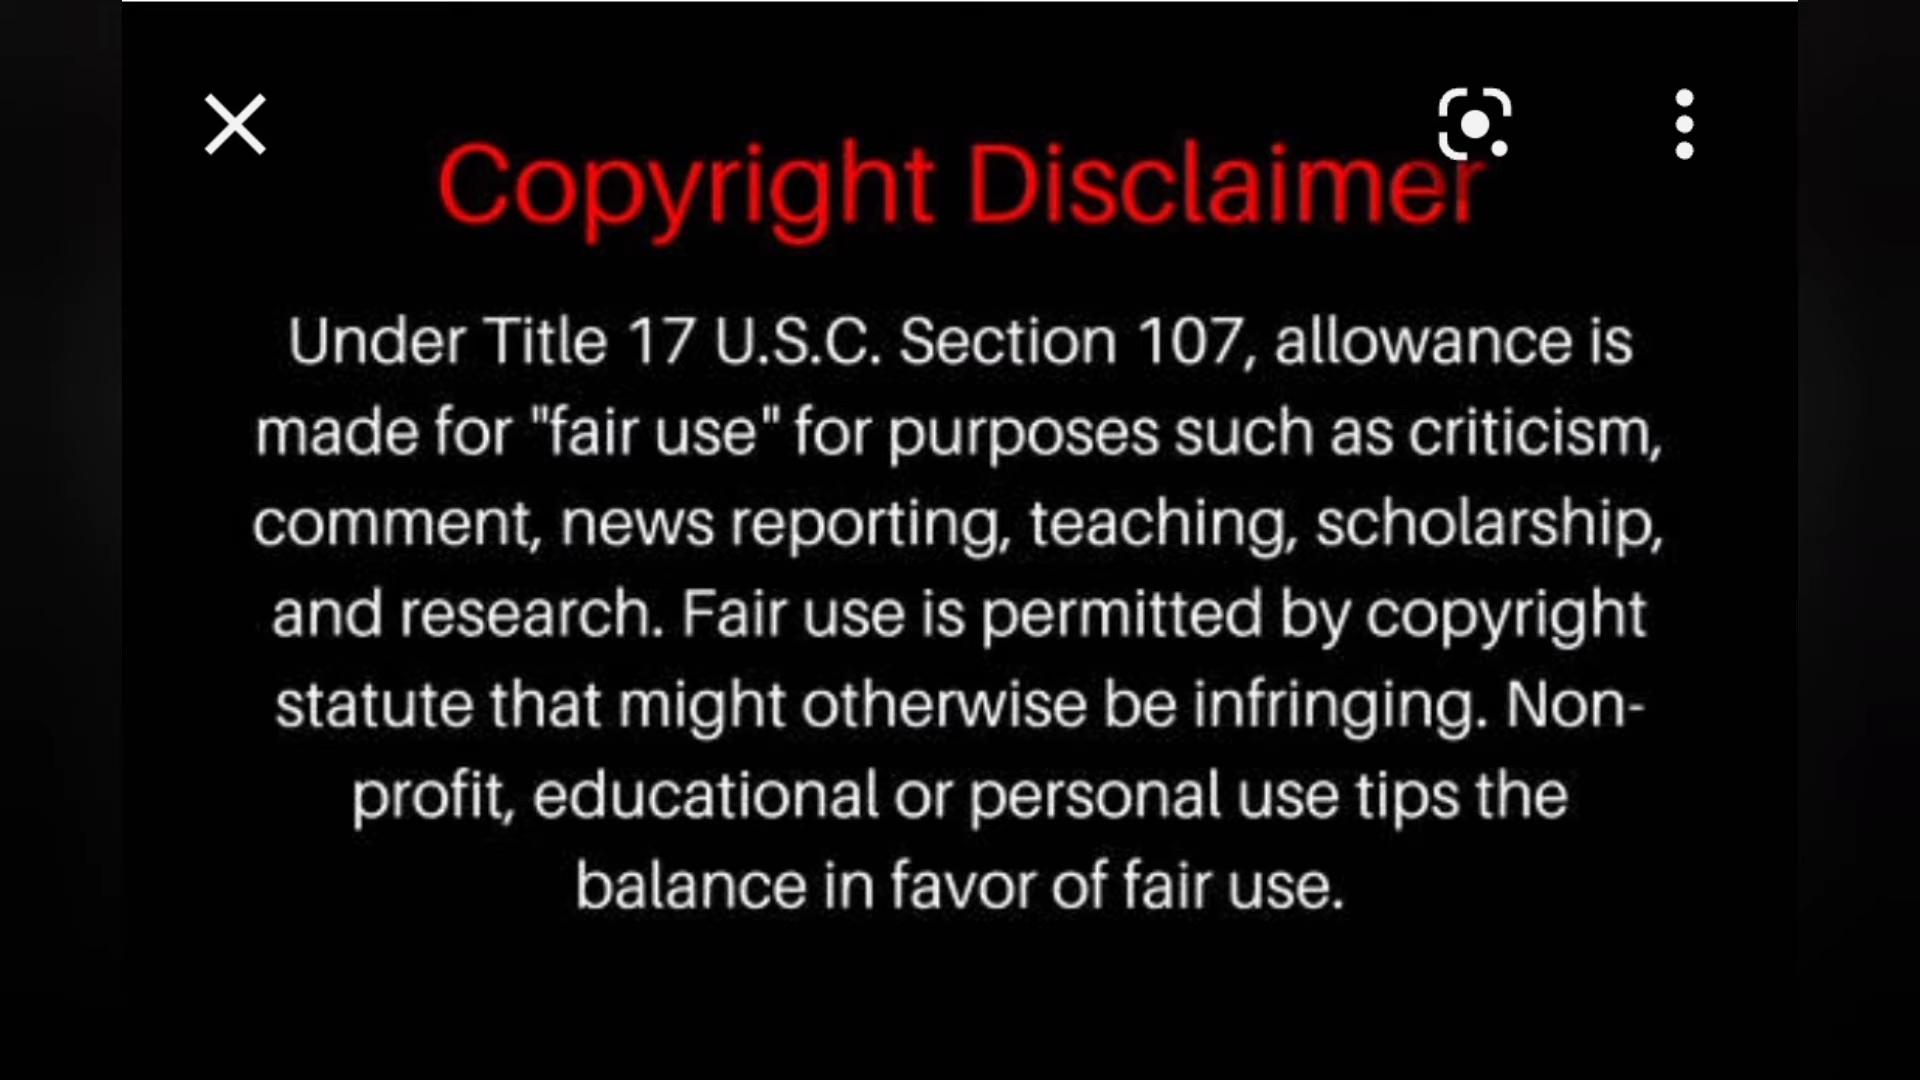 Copyright Disclaimer
Under Title 17 U.S.C. Section 107, allowance is
made for "fair use" for purposes such as criticism,
comment, news reporting, teaching, scholarship,
and research. Fair use is permitted by copyright
statute that might otherwise be infringing. Non-
profit, educational or personal use tips the
balance in favor of fair use.